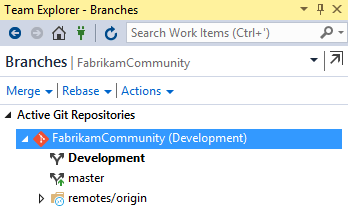 Team Explorer - Branches
Search Work Items (Ctrl+')
Branches | FabrikamCommunity
Merge Rebase Actions
Active Git Repositories
FabrikamCommunity (Development)
Development
master
remotes/origin